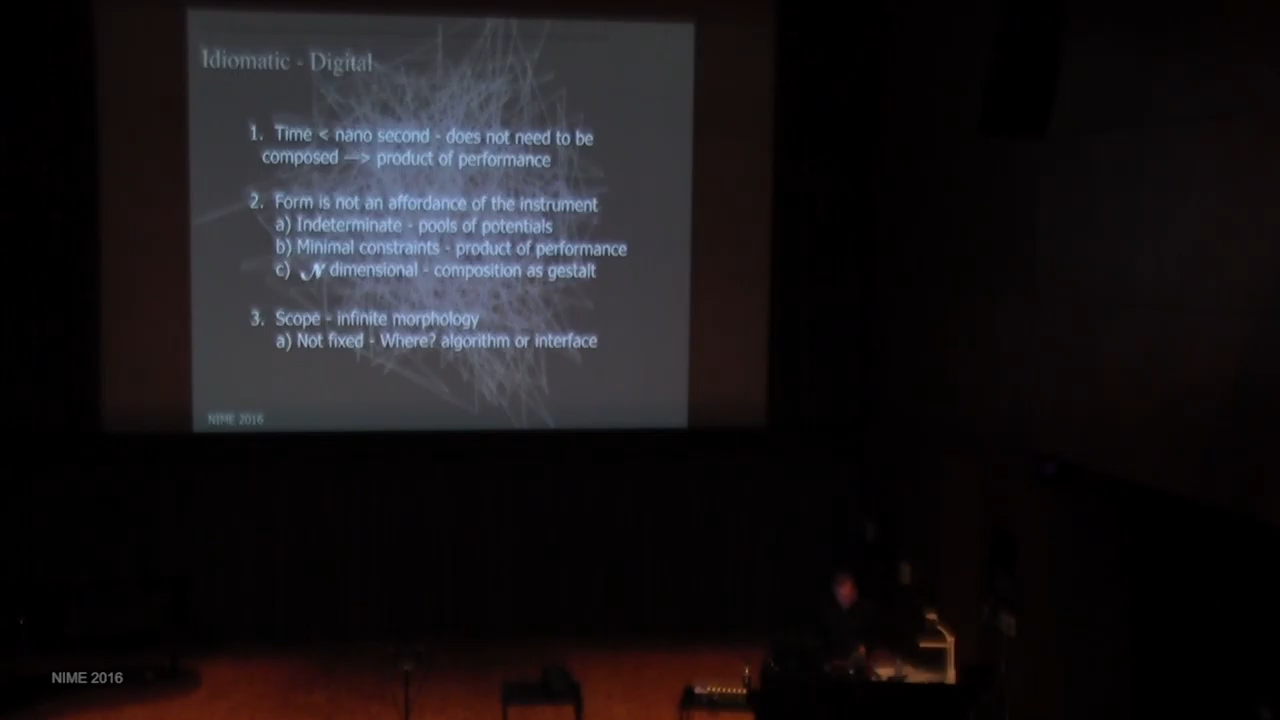 Idiomatic - Digital
1. Time < nano second - does not need to be
composed —> product of performance
2. Form is not an affordance of the instrument
a) Indeterminate - pools of potentials
b) Minimal constraints - product of performance
c) 𝒩 dimensional - composition as gestalt
3. Scope - infinite morphology
a) Not fixed - Where? algorithm or interface
NIME 2016
NIME 2016